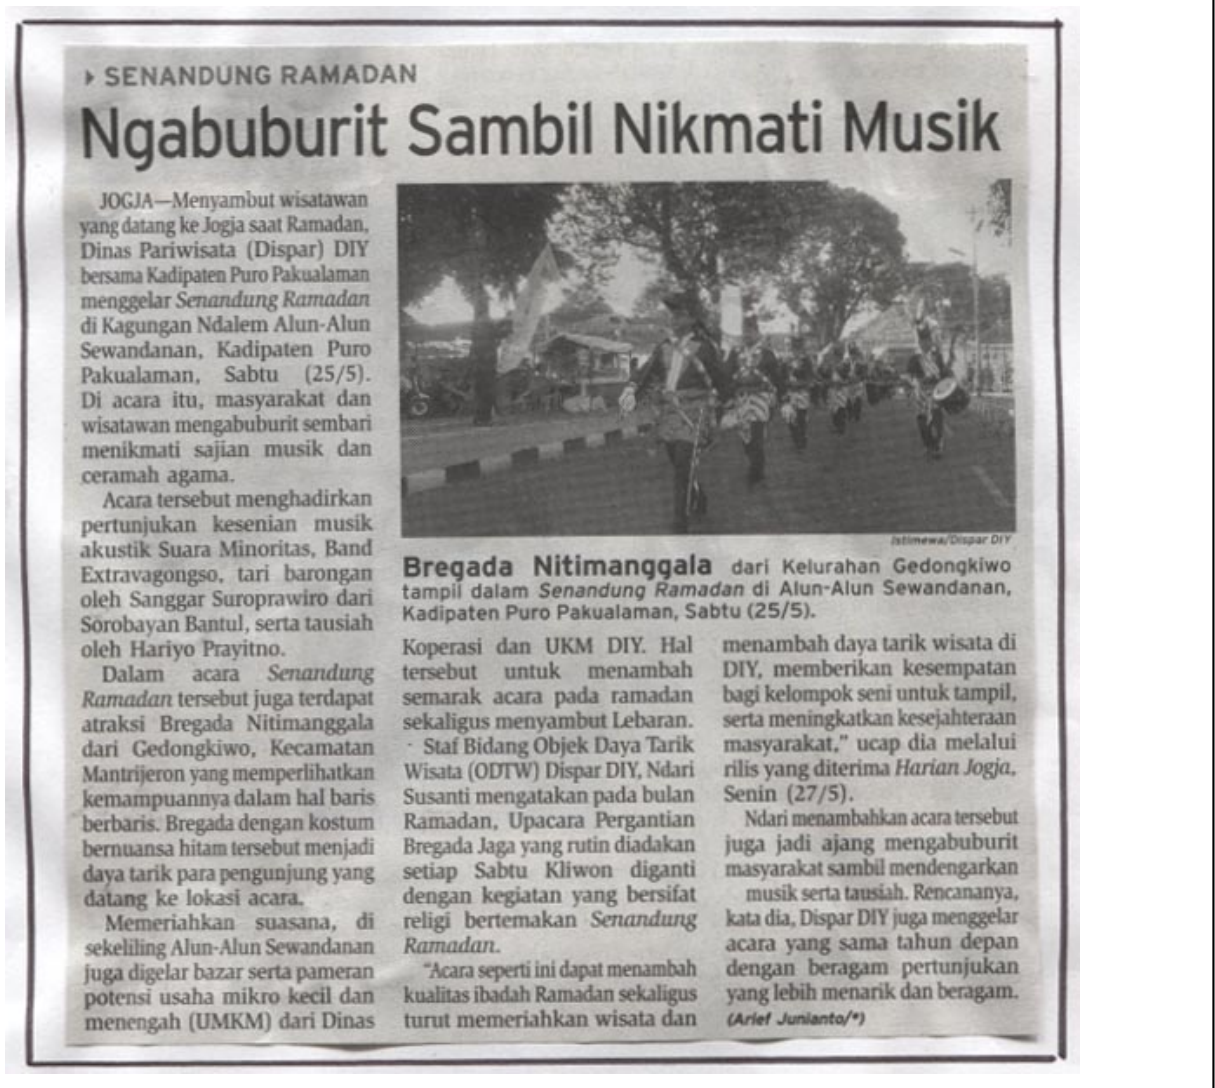 SENANDUNG RAMADAN
Ngabuburit Sambil Nikmati Musik
JOGJA—Menyambut wisatawan
yang datang ke Jogja saat Ramadan,
Dinas Pariwisata (Dispar) DIY
bersama Kadipaten Puro Pakualaman
menggelar Senandung Ramadan
di Kagungan Ndalem Alun-Alun
Sewandanan, Kadipaten Puro
Pakualaman, Sabtu (25/5).
Di acara itu, masyarakat dan
wisatawan mengabuburit sembari
menikmati sajian musik dan
ceramah agama.
Acara tersebut menghadirkan
pertunjukan kesenian musik
akustik Suara Minoritas, Band
Extravagongso, tari barongan
oleh Sanggar Suroprawiro dari
Sorobayan Bantul, serta tausiah
oleh Hariyo Prayitno.
Dalam acara Senandung
Ramadan tersebut juga terdapat
atraksi Bregada Nitimanggala
dari Gedongkiwo, Kecamatan
Mantrijeron yang memperlihatkan
kemampuannya dalam hal baris
berbaris. Bregada dengan kostum
bernuansa hitam tersebut menjadi
daya tarik para pengunjung yang
datang ke lokasi acara.
Memeriahkan suasana, di
sekeliling Alun-Alun Sewandanan
juga digelar bazar serta pameran
potensi usaha mikro kecil dan
menengah (UMKM) dari Dinas
Istimewa/Dispar DIY
Bregada Nitimanggala dari Kelurahan Gedongkiwo
tampil dalam Senandung Ramadan di Alun-Alun Sewandanan,
Kadipaten Puro Pakualaman, Sabtu (25/5).
Koperasi dan UKM DIY. Hal
tersebut untuk menambah
semarak acara pada ramadan
sekaligus menyambut Lebaran.
Staf Bidang Objek Daya Tarik
Wisata (ODTW) Dispar DIY, Ndari
Susanti mengatakan pada bulan
Ramadan, Upacara Pergantian
Bregada Jaga yang rutin diadakan
setiap Sabtu Kliwon diganti
dengan kegiatan yang bersifat
religi bertemakan Senandung
Ramadan.
"Acara seperti ini dapat menambah
kualitas ibadah Ramadan sekaligus
turut memeriahkan wisata dan
menambah daya tarik wisata di
DIY, memberikan kesempatan
bagi kelompok seni untuk tampil,
serta meningkatkan kesejahteraan
masyarakat," ucap dia melalui
rilis yang diterima Harian Jogja,
Senin (27/5).
Ndari menambahkan acara tersebut
juga jadi ajang mengabuburit
masyarakat sambil mendengarkan
musik serta tausiah. Rencananya,
kata dia, Dispar DIY juga menggelar
acara yang sama tahun depan
dengan beragam pertunjukan
yang lebih menarik dan beragam.
(Arief Junianto/*)